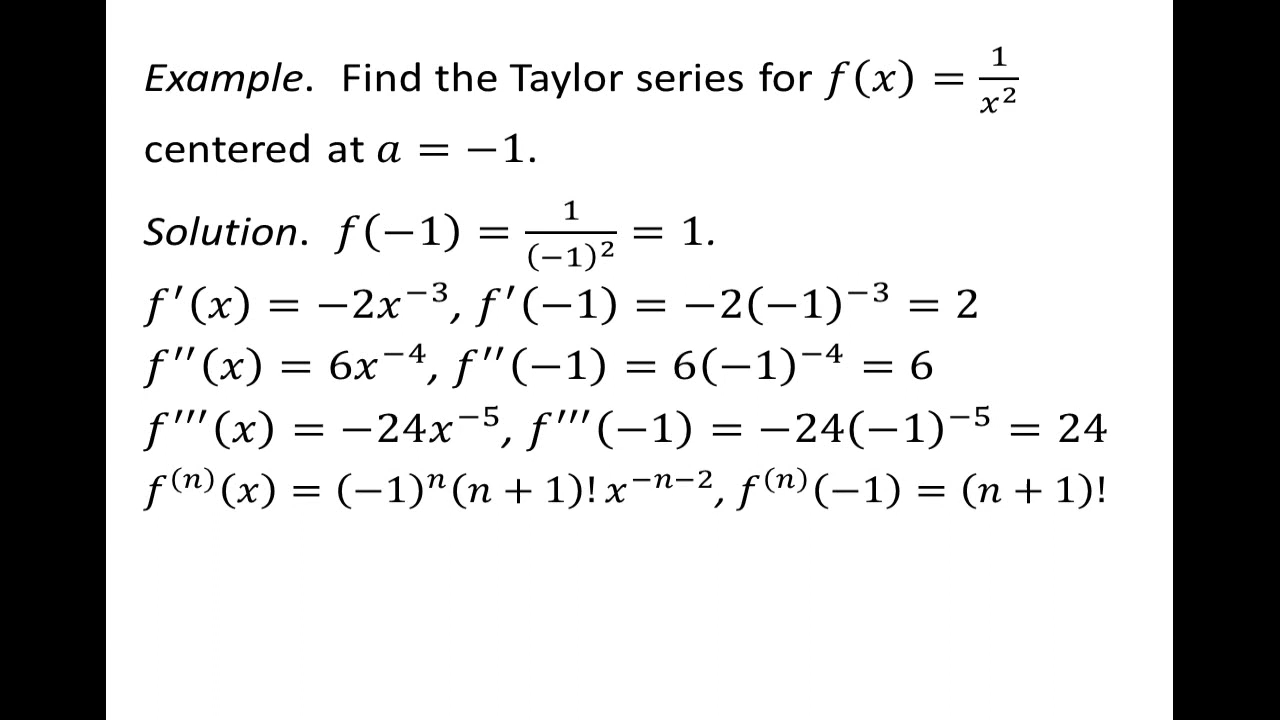 Example. Find the Taylor series for f(x) = 1/x²
centered at a = −1.
Solution. f(−1) = 1/(−1)² = 1.
f′(x) = −2x⁻³, f′(−1) = −2(−1)⁻³ = 2
f′′(x) = 6x⁻⁴, f′′(−1) = 6(−1)⁻⁴ = 6
f′′′(x) = −24x⁻⁵, f′′′(−1) = −24(−1)⁻⁵ = 24
f⁽ⁿ⁾(x) = (−1)ⁿ(n + 1)! x⁻ⁿ⁻², f⁽ⁿ⁾(−1) = (n + 1)!